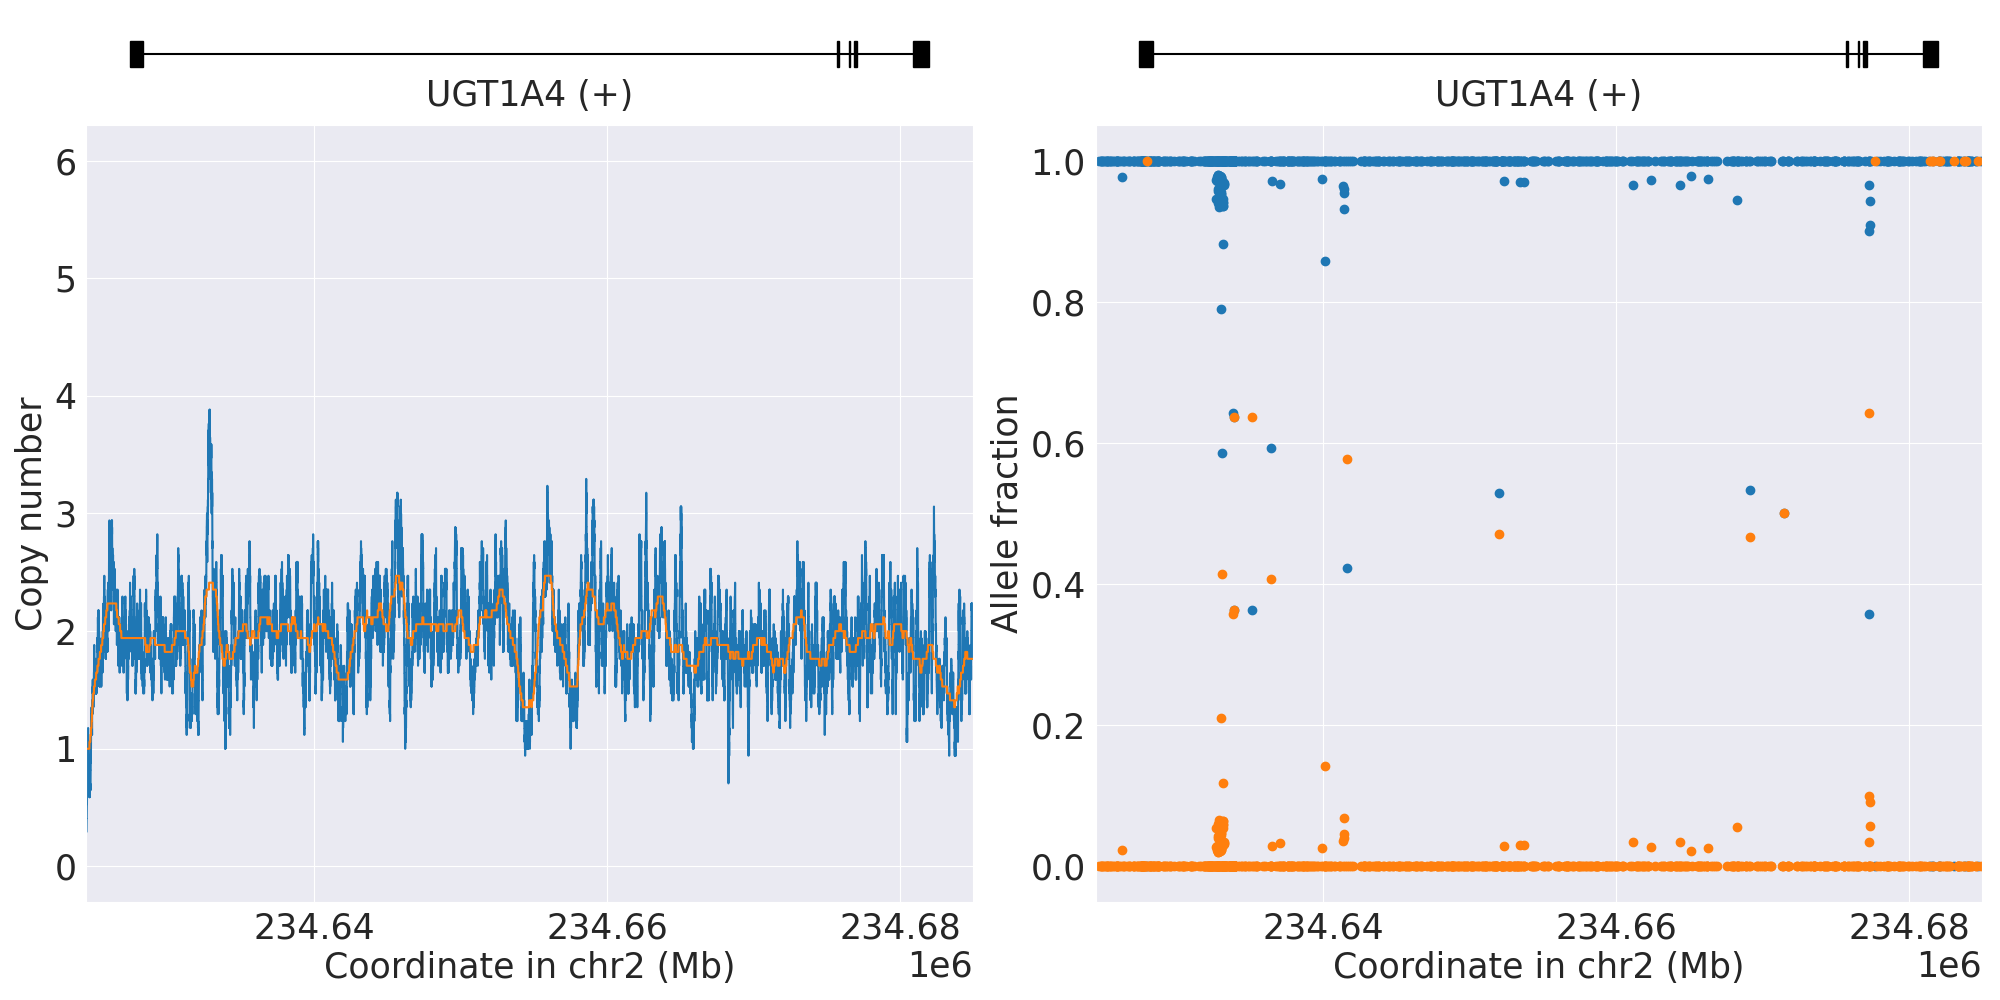 UGT1A4 (+)
6
5
4
3
2
1
0
Copy number
234.64 234.66 234.68
1e6
Coordinate in chr2 (Mb)
UGT1A4 (+)
1.0
0.8
0.6
0.4
0.2
0.0
Allele fraction
234.64 234.66 234.68
1e6
Coordinate in chr2 (Mb)